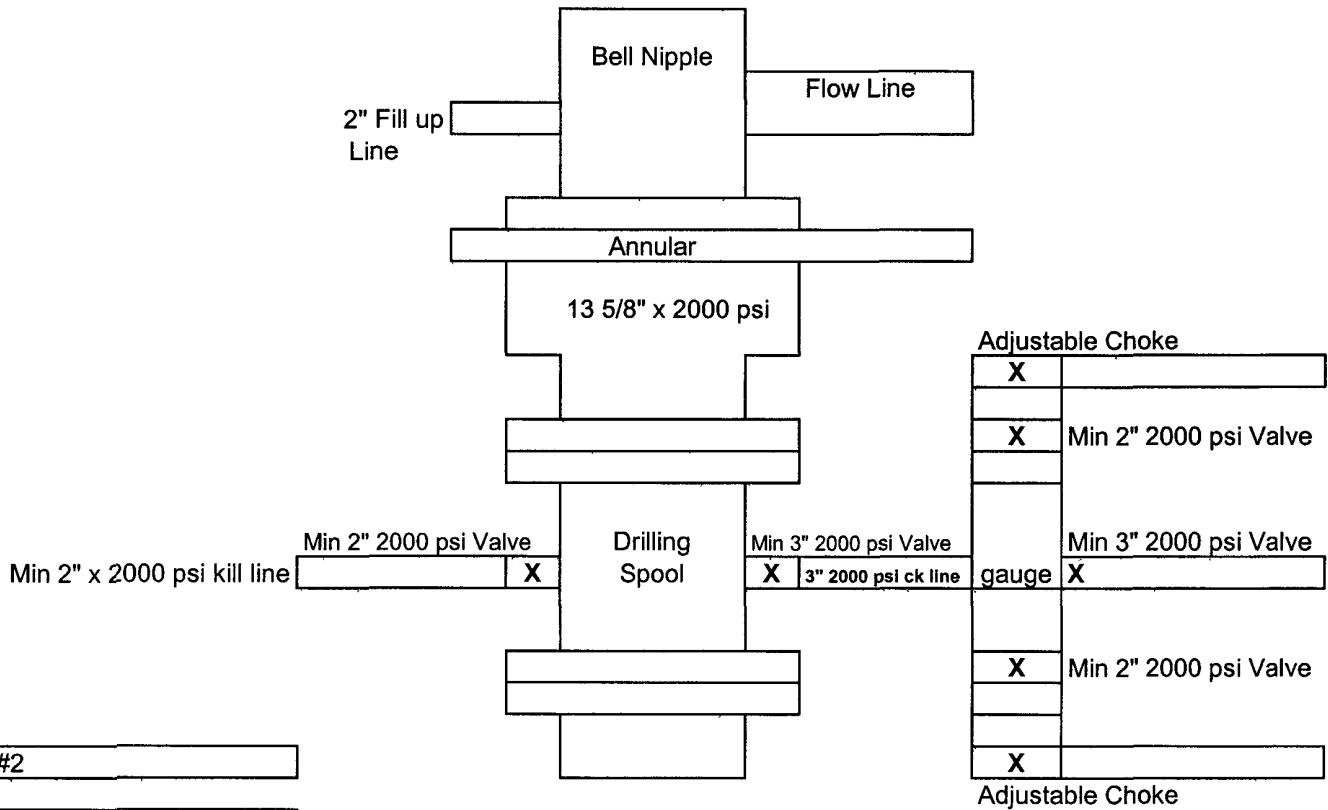 Bell Nipple
Flow Line
2" Fill up
Line
Annular
13 5/8" x 2000 psi
Adjustable Choke
X
X Min 2" 2000 psi Valve
Min 2" 2000 psi Valve
Drilling
Spool
Min 3" 2000 psi Valve
Min 3" 2000 psi Valve
Min 2" x 2000 psi kill line
X
X
3" 2000 psi ck line
gauge
X
X Min 2" 2000 psi Valve
#2
X
Adjustable Choke